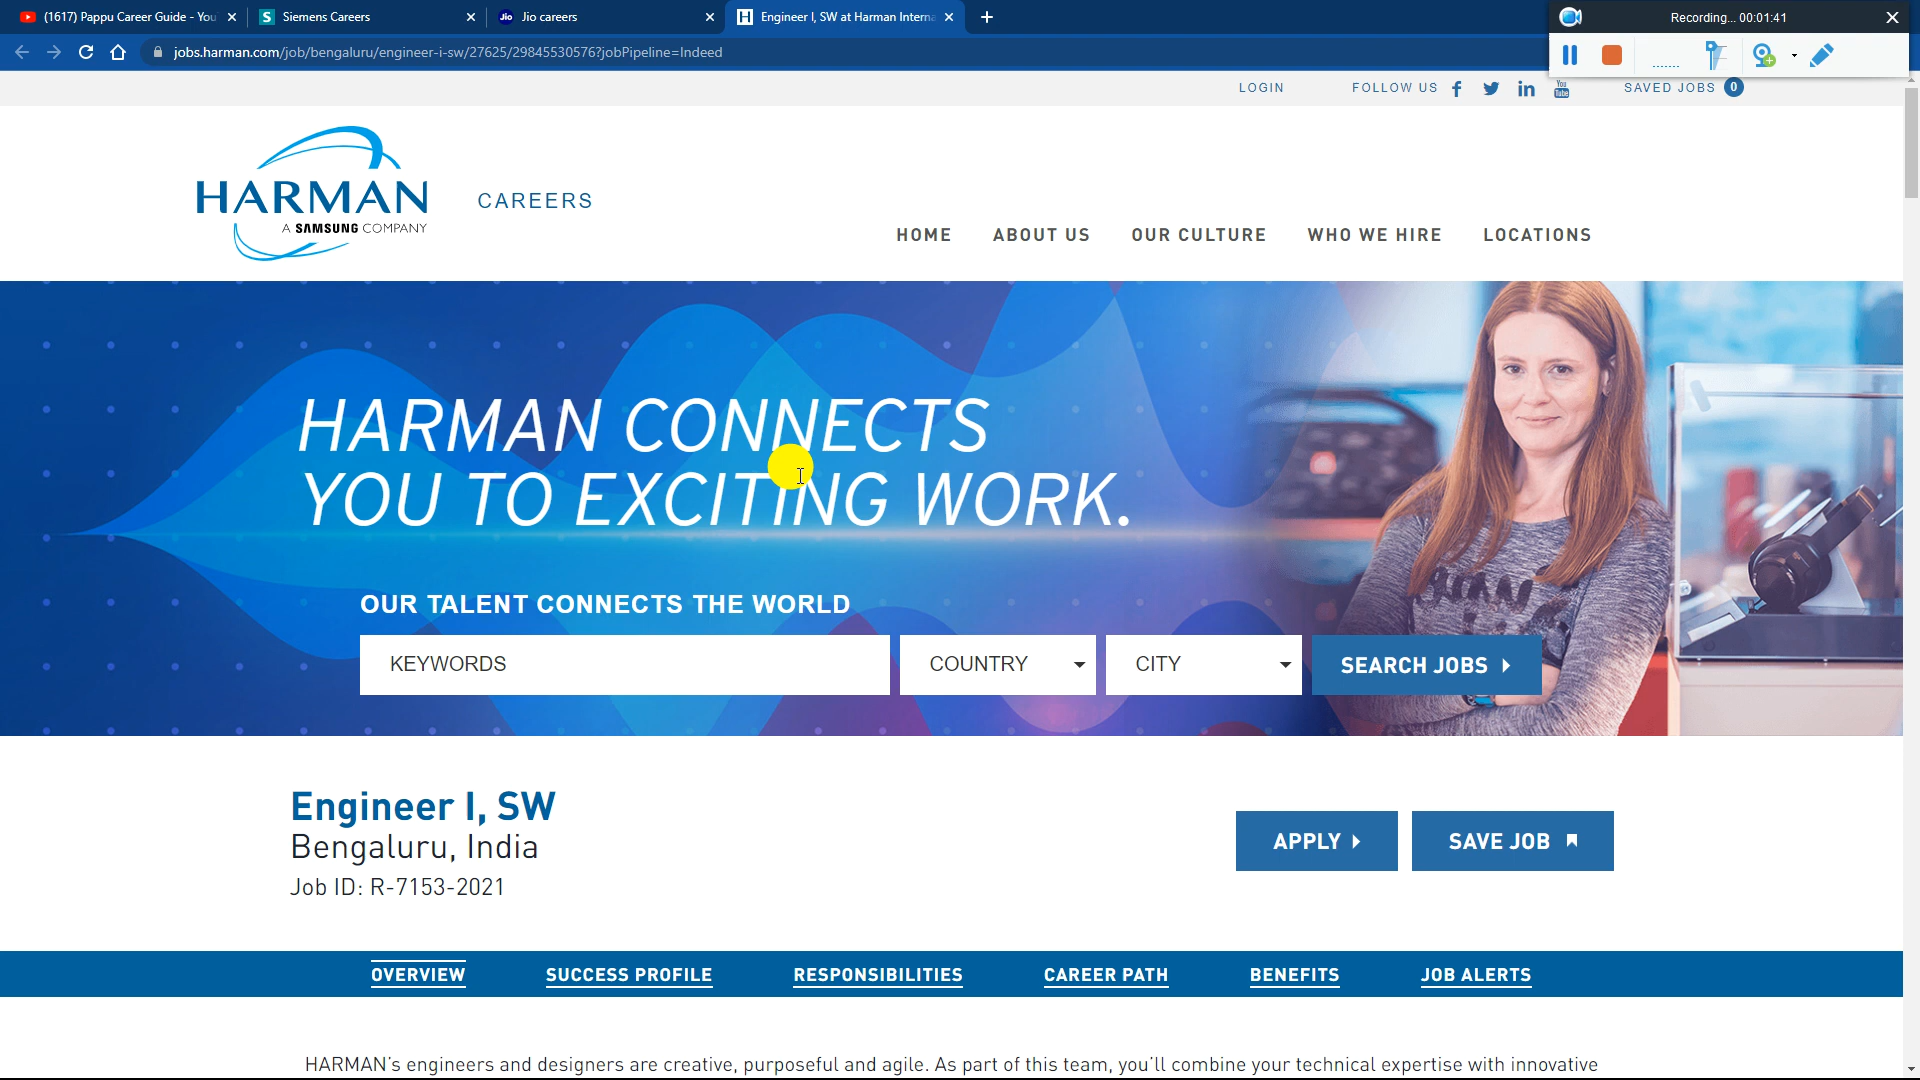 (1617) Pappu Career Guide - You
Siemens Careers
Jio careers
Engineer I, SW at Harman Interna
Recording... 00:01:41
jobs.harman.com/job/bengaluru/engineer-i-sw/27625/29845530576?jobPipeline=Indeed
LOGIN
FOLLOW US
SAVED JOBS 0
HARMAN
A SAMSUNG COMPANY
CAREERS
HOME
ABOUT US
OUR CULTURE
WHO WE HIRE
LOCATIONS
HARMAN CONNECTS
YOU TO EXCITING WORK.
HARMAN
OUR TALENT CONNECTS THE WORLD
KEYWORDS
COUNTRY
CITY
SEARCH JOBS
Engineer I, SW
Bengaluru, India
Job ID: R-7153-2021
APPLY
SAVE JOB
OVERVIEW
SUCCESS PROFILE
RESPONSIBILITIES
CAREER PATH
BENEFITS
JOB ALERTS
HARMAN's engineers and designers are creative, purposeful and agile. As part of this team, you'll combine your technical expertise with innovative